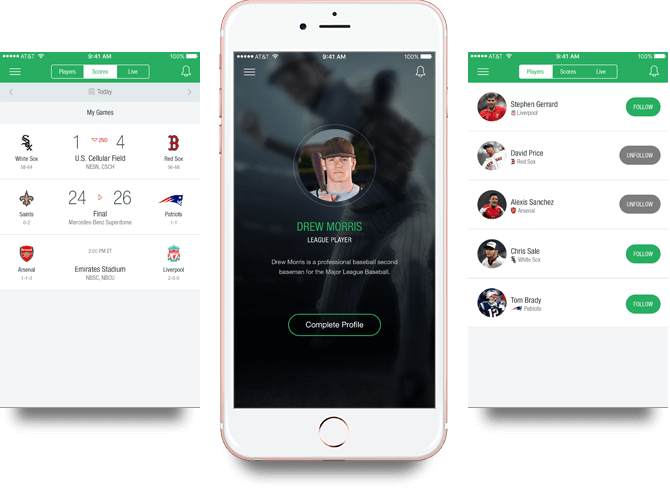 AT&T 9:41 AM 100%
Players Scores Live
Today
My Games
1 2ND 4
White Sox U.S. Cellular Field Red Sox
NESN, CSCH
24 26
Saints Final Patriots
0-2 Mercedes-Benz Superdome 1-1
2:00 PM ET
Arsenal Emirates Stadium Liverpool
1-1-0 NBSC, NBCU 2-0-0
AT&T 9:41 AM 100%
DREW MORRIS
LEAGUE PLAYER
Drew Morris is a professional baseball second
baseman for the Major League Baseball.
Complete Profile
AT&T 9:41 AM 100%
Players Scores Live
Stephen Gerrard
Liverpool
FOLLOW
David Price
Red Sox
UNFOLLOW
Alexis Sanchez
Arsenal
UNFOLLOW
Chris Sale
White Sox
FOLLOW
Tom Brady
Patriots
FOLLOW